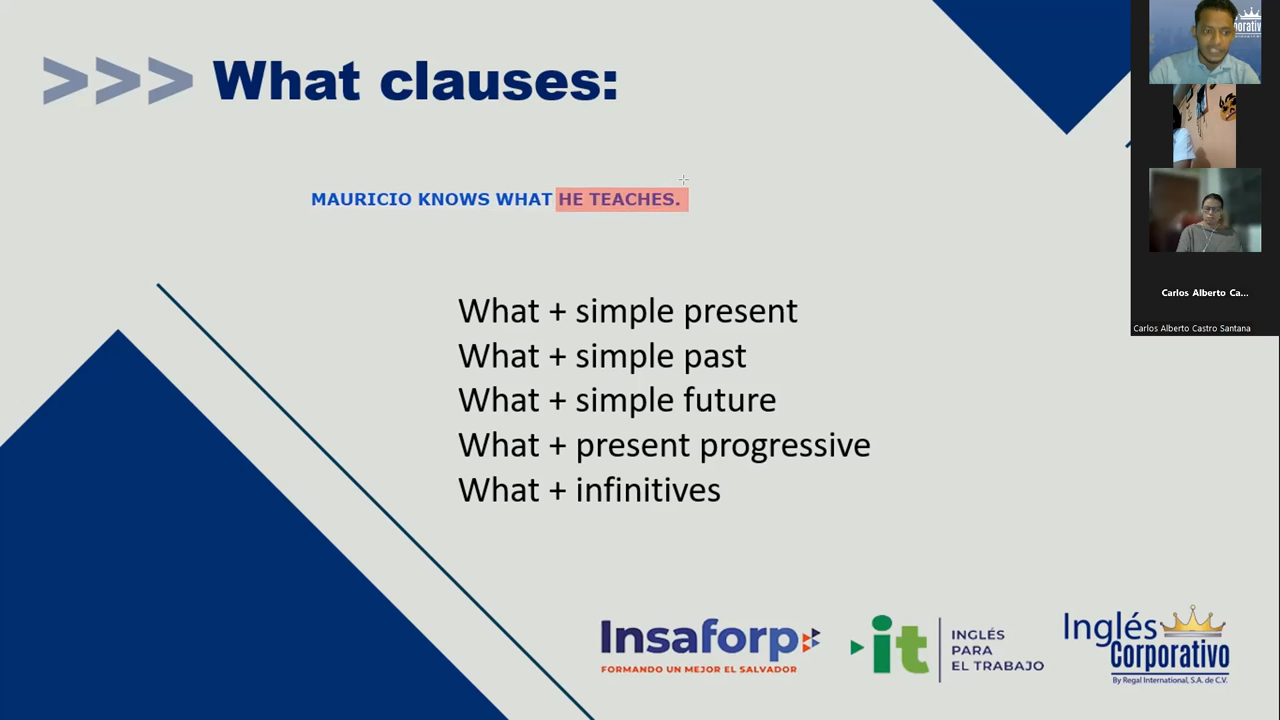 >>> What clauses:
MAURICIO KNOWS WHAT HE TEACHES.
What + simple present
What + simple past
What + simple future
What + present progressive
What + infinitives
Insaforp
FORMANDO UN MEJOR EL SALVADOR
it
INGLÉS
PARA
EL TRABAJO
Inglés
Corporativo
By Regal International, S.A. de C.V.
Carlos Alberto Ca...
Carlos Alberto Castro Santana